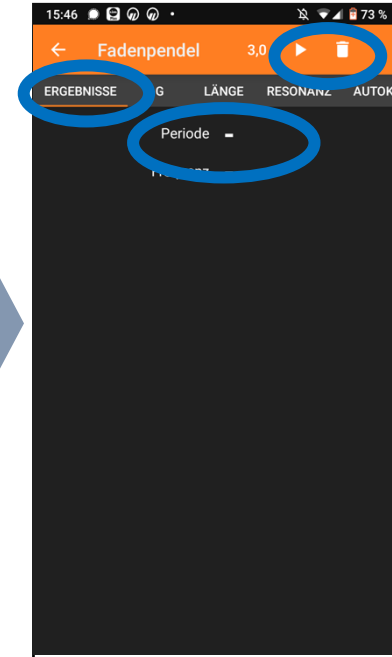 15:46 73 %
Fadenpendel 3,0
ERGEBNISSE G LÄNGE RESONANZ AUTOK
Periode -